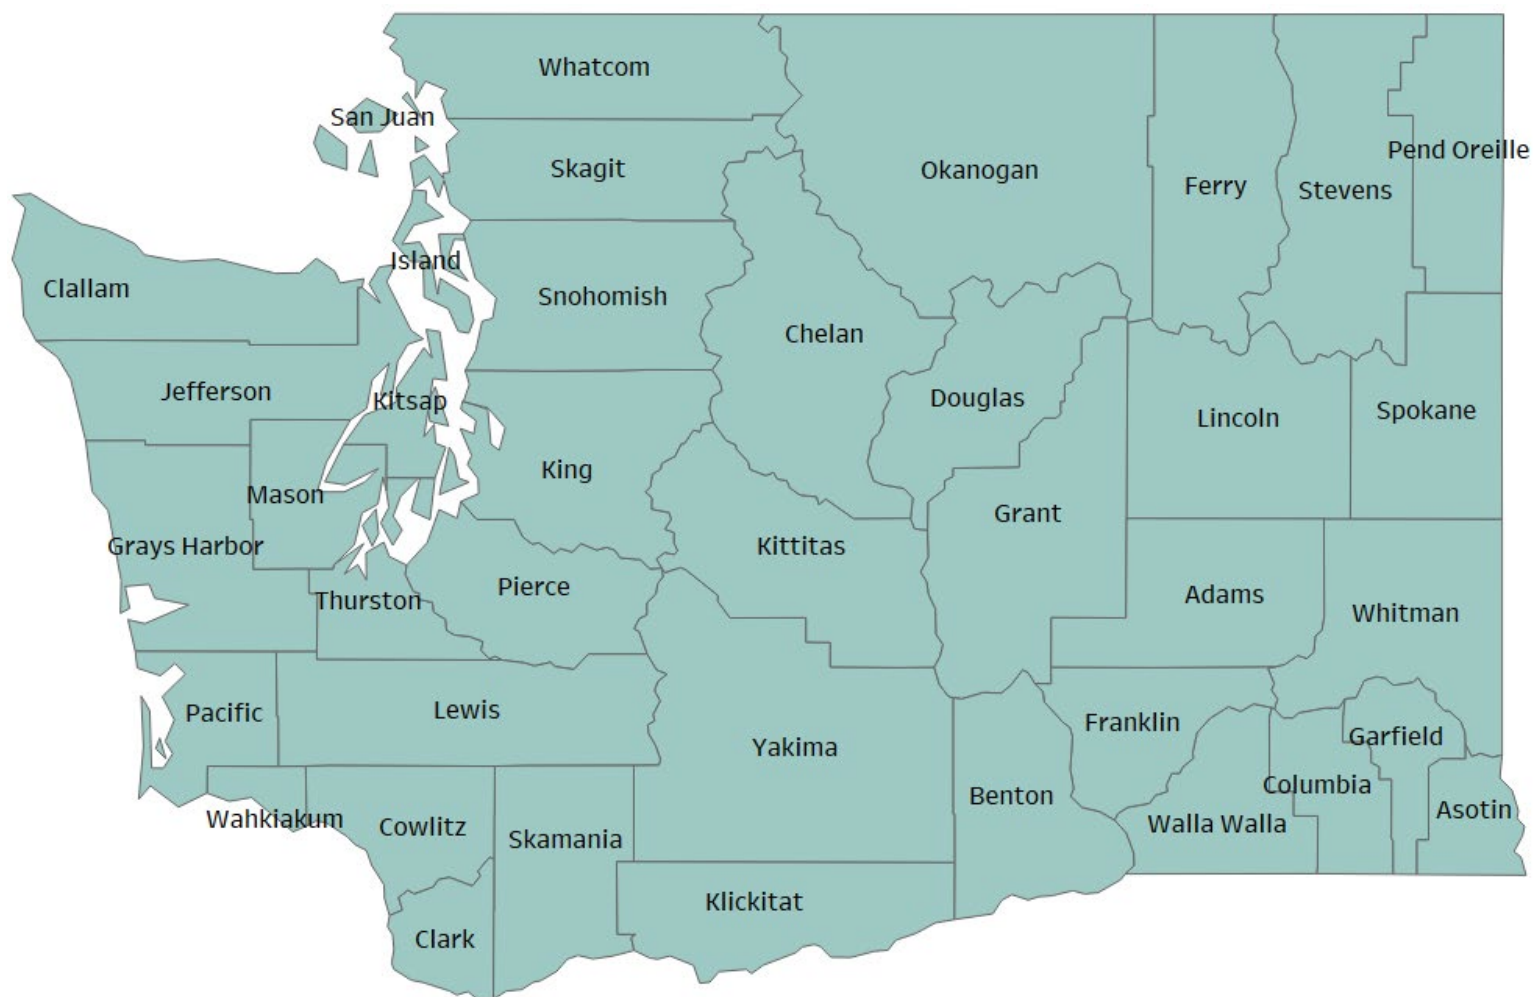 Whatcom
San Juan
Pend Oreille
Skagit
Okanogan
Ferry
Stevens
Island
Clallam
Snohomish
Chelan
Jefferson
Kitsap
Douglas
Lincoln
Spokane
King
Mason
Grant
Grays Harbor
Kittitas
Pierce
Adams
Thurston
Whitman
Pacific
Lewis
Franklin
Garfield
Yakima
Columbia
Benton
Asotin
Wahkiakum
Cowlitz
Walla Walla
Skamania
Klickitat
Clark